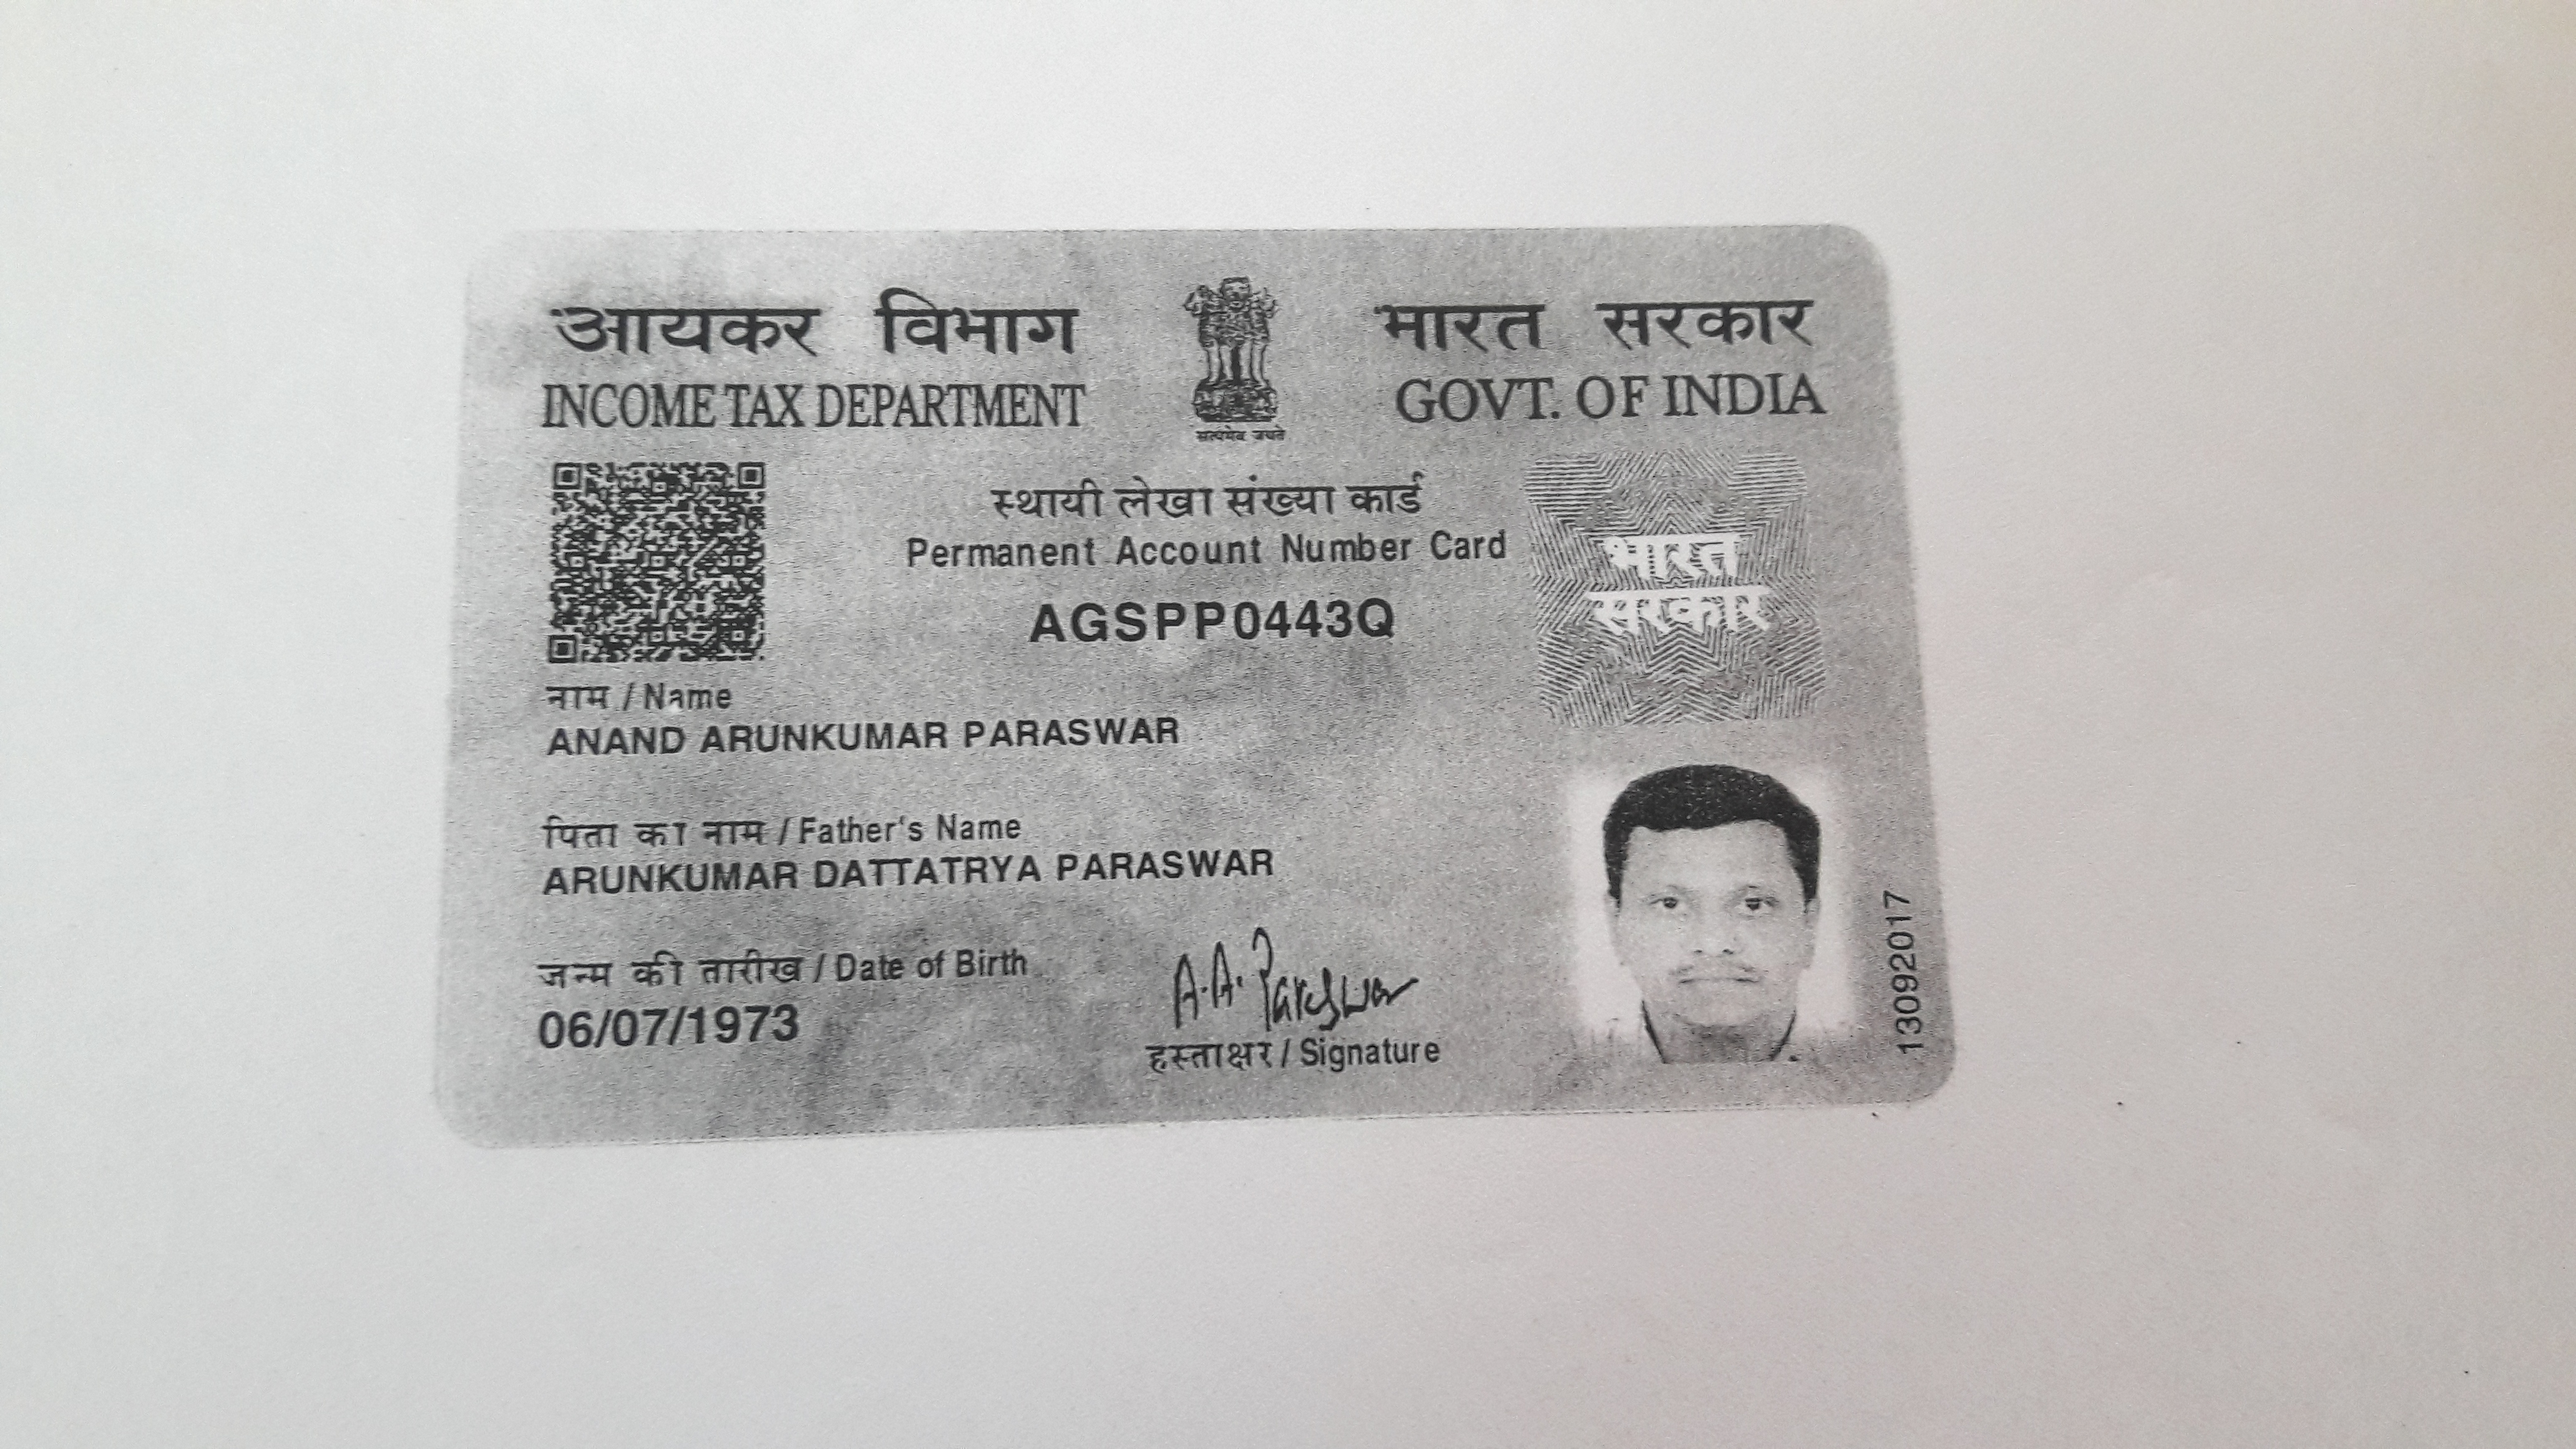 आयकर विभाग
INCOME TAX DEPARTMENT
सत्यमेव जयते
भारत सरकार
GOVT. OF INDIA
स्थायी लेखा संख्या कार्ड
Permanent Account Number Card
AGSPP0443Q
भारत
सरकार
नाम / Name
ANAND ARUNKUMAR PARASWAR
पिता का नाम / Father's Name
ARUNKUMAR DATTATRYA PARASWAR
जन्म की तारीख / Date of Birth
06/07/1973
A.A. Pareshwar
हस्ताक्षर / Signature
13092017